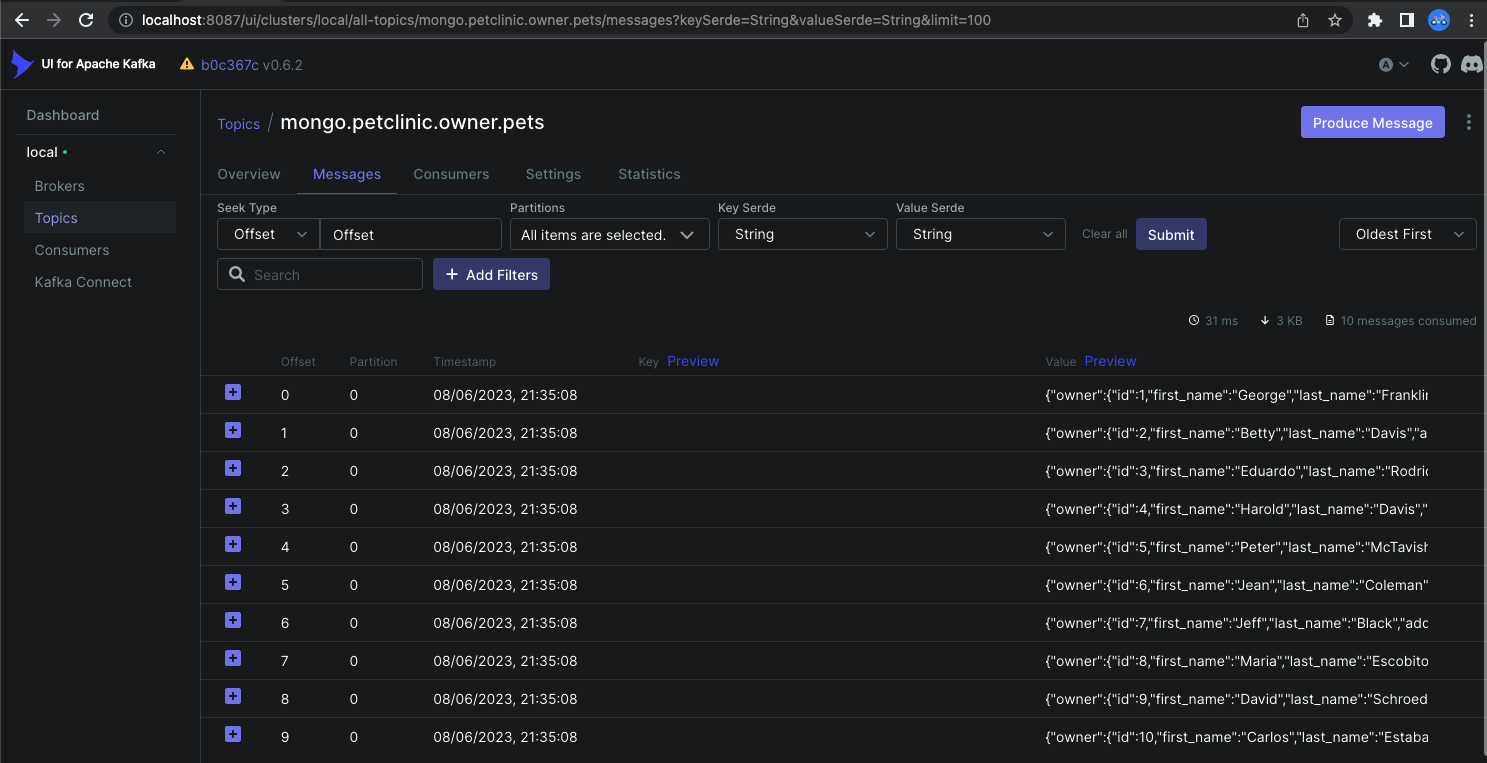 localhost:8087/ui/clusters/local/all-topics/mongo.petclinic.owner.pets/messages?keySerde=String&valueSerde=String&limit=100
UI for Apache Kafka b0c367c v0.6.2 A
Dashboard
local
Brokers
Topics
Consumers
Kafka Connect
Topics / mongo.petclinic.owner.pets
Produce Message
Overview Messages Consumers Settings Statistics
Seek Type Partitions Key Serde Value Serde
Offset Offset All items are selected. String String Clear all Submit Oldest First
Search + Add Filters
31 ms 3 KB 10 messages consumed
Offset Partition Timestamp Key Preview Value Preview
0 0 08/06/2023, 21:35:08 {"owner":{"id":1,"first_name":"George","last_name":"Franklin
1 0 08/06/2023, 21:35:08 {"owner":{"id":2,"first_name":"Betty","last_name":"Davis","a
2 0 08/06/2023, 21:35:08 {"owner":{"id":3,"first_name":"Eduardo","last_name":"Rodric
3 0 08/06/2023, 21:35:08 {"owner":{"id":4,"first_name":"Harold","last_name":"Davis","
4 0 08/06/2023, 21:35:08 {"owner":{"id":5,"first_name":"Peter","last_name":"McTavish
5 0 08/06/2023, 21:35:08 {"owner":{"id":6,"first_name":"Jean","last_name":"Coleman"
6 0 08/06/2023, 21:35:08 {"owner":{"id":7,"first_name":"Jeff","last_name":"Black","add
7 0 08/06/2023, 21:35:08 {"owner":{"id":8,"first_name":"Maria","last_name":"Escobito
8 0 08/06/2023, 21:35:08 {"owner":{"id":9,"first_name":"David","last_name":"Schroed
9 0 08/06/2023, 21:35:08 {"owner":{"id":10,"first_name":"Carlos","last_name":"Estaba